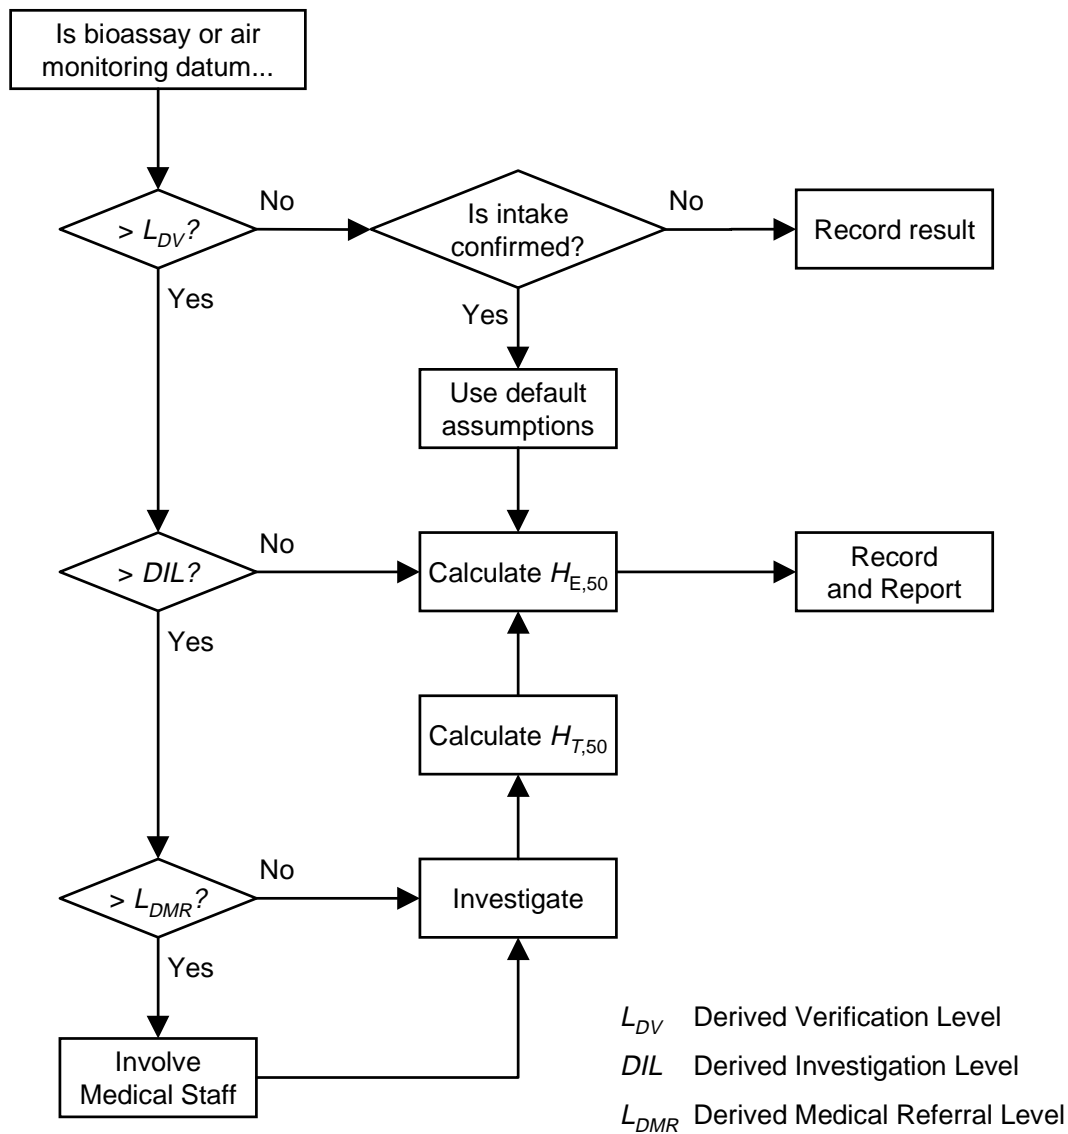 Is bioassay or air
monitoring datum...
> L_DV?
No
Is intake
confirmed?
No
Record result
Yes
Yes
Use default
assumptions
> DIL?
No
Calculate H_E,50
Record
and Report
Yes
Calculate H_T,50
> L_DMR?
No
Investigate
Yes
Involve
Medical Staff
L_DV Derived Verification Level
DIL Derived Investigation Level
L_DMR Derived Medical Referral Level